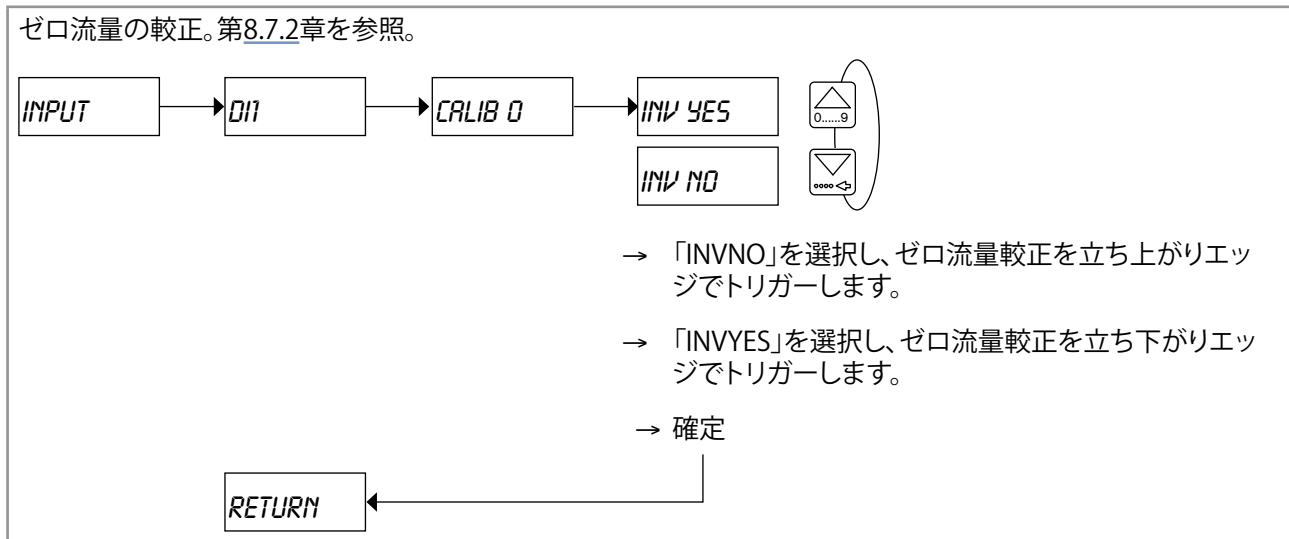 ゼロ流量の較正。第8.7.2章を参照。
INPUT
DI1
CALIB 0
INV YES
0......9
INV NO
→ 「INVNO」を選択し、ゼロ流量較正を立ち上がりエッ
ジでトリガーします。
→ 「INVYES」を選択し、ゼロ流量較正を立ち下がりエッ
ジでトリガーします。
→ 確定
RETURN